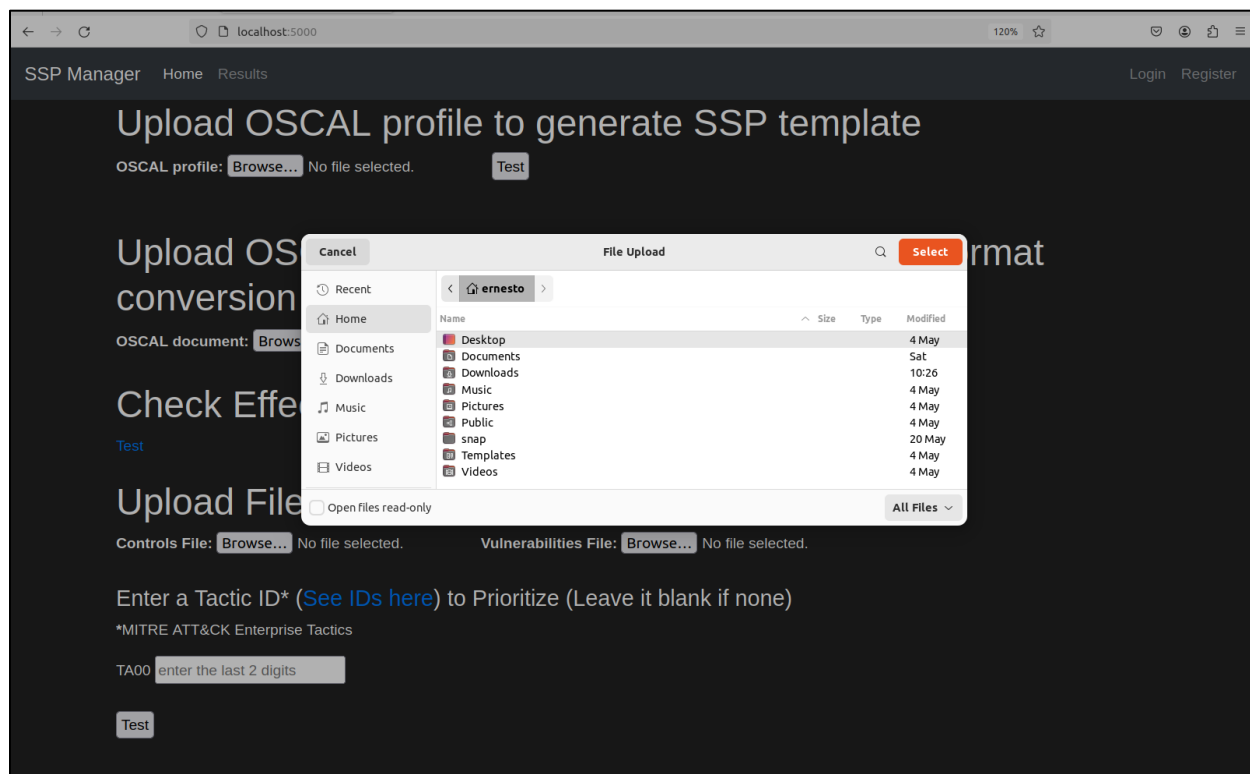 localhost:5000
120%
SSP Manager Home Results Login Register
Upload OSCAL profile to generate SSP template
OSCAL profile: Browse... No file selected. Test
Upload OS rmat
conversion
OSCAL document: Brows
Check Effe
Test
Upload File
Controls File: Browse... No file selected. Vulnerabilities File: Browse... No file selected.
Enter a Tactic ID* (See IDs here) to Prioritize (Leave it blank if none)
*MITRE ATT&CK Enterprise Tactics
TA00 enter the last 2 digits
Test
Cancel File Upload Select
Recent
Home
Documents
Downloads
Music
Pictures
Videos
ernesto
Name Size Type Modified
Desktop 4 May
Documents Sat
Downloads 10:26
Music 4 May
Pictures 4 May
Public 4 May
snap 20 May
Templates 4 May
Videos 4 May
Open files read-only All Files